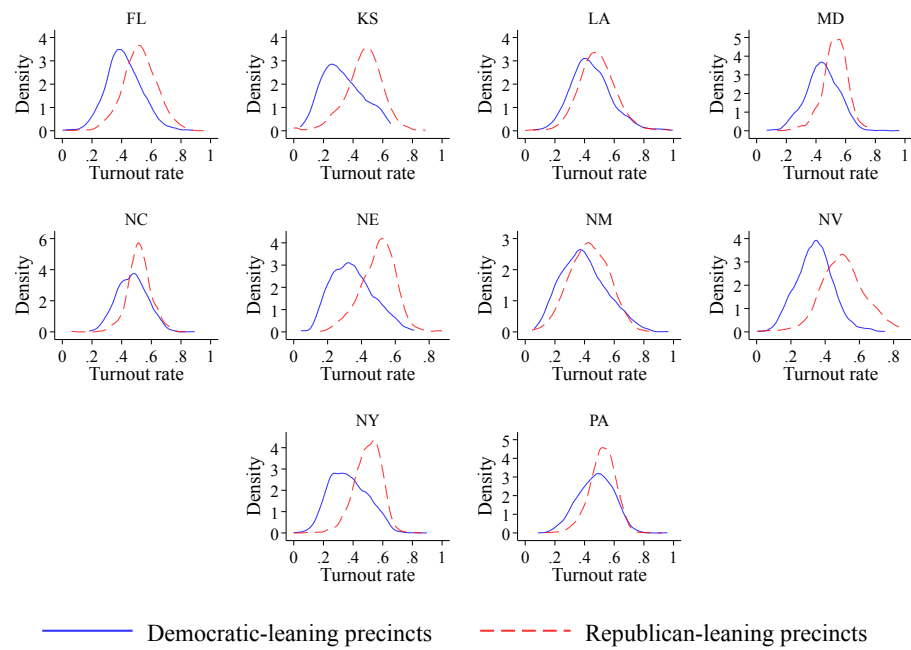 FL
Density
4
3
2
1
0
0 .2 .4 .6 .8 1
Turnout rate
KS
Density
4
3
2
1
0
0 .2 .4 .6 .8 1
Turnout rate
LA
Density
4
3
2
1
0
0 .2 .4 .6 .8 1
Turnout rate
MD
Density
5
4
3
2
1
0
0 .2 .4 .6 .8 1
Turnout rate
NC
Density
6
4
2
0
0 .2 .4 .6 .8 1
Turnout rate
NE
Density
4
3
2
1
0
0 .2 .4 .6 .8
Turnout rate
NM
Density
3
2
1
0
0 .2 .4 .6 .8 1
Turnout rate
NV
Density
4
3
2
1
0
0 .2 .4 .6 .8
Turnout rate
NY
Density
4
3
2
1
0
0 .2 .4 .6 .8 1
Turnout rate
PA
Density
5
4
3
2
1
0
0 .2 .4 .6 .8 1
Turnout rate
Democratic-leaning precincts
Republican-leaning precincts